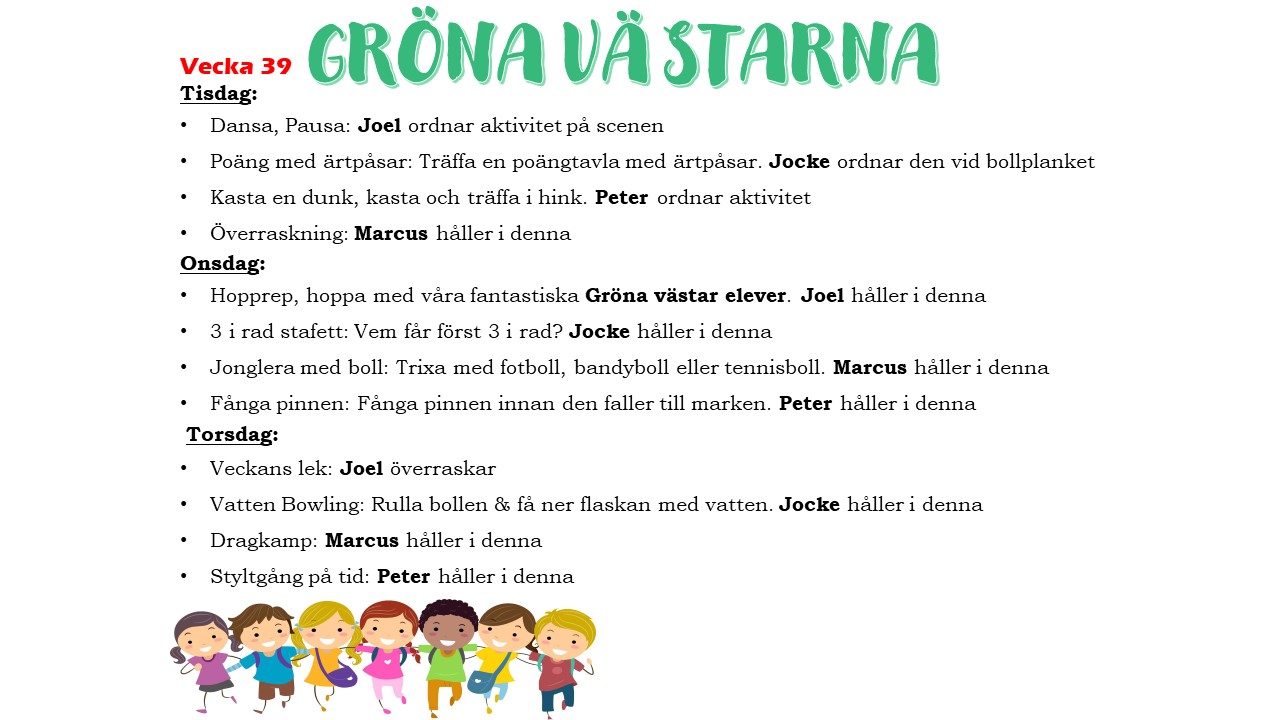 GRÖNA VÄSTARNA
Vecka 39
Tisdag:
• Dansa, Pausa: Joel ordnar aktivitet på scenen
• Poäng med ärtpåsar: Träffa en poängtavla med ärtpåsar. Jocke ordnar den vid bollplanket
• Kasta en dunk, kasta och träffa i hink. Peter ordnar aktivitet
• Överraskning: Marcus håller i denna
Onsdag:
• Hopprep, hoppa med våra fantastiska Gröna västar elever. Joel håller i denna
• 3 i rad stafett: Vem får först 3 i rad? Jocke håller i denna
• Jonglera med boll: Trixa med fotboll, bandyboll eller tennisboll. Marcus håller i denna
• Fånga pinnen: Fånga pinnen innan den faller till marken. Peter håller i denna
Torsdag:
• Veckans lek: Joel överraskar
• Vatten Bowling: Rulla bollen & få ner flaskan med vatten. Jocke håller i denna
• Dragkamp: Marcus håller i denna
• Styltgång på tid: Peter håller i denna